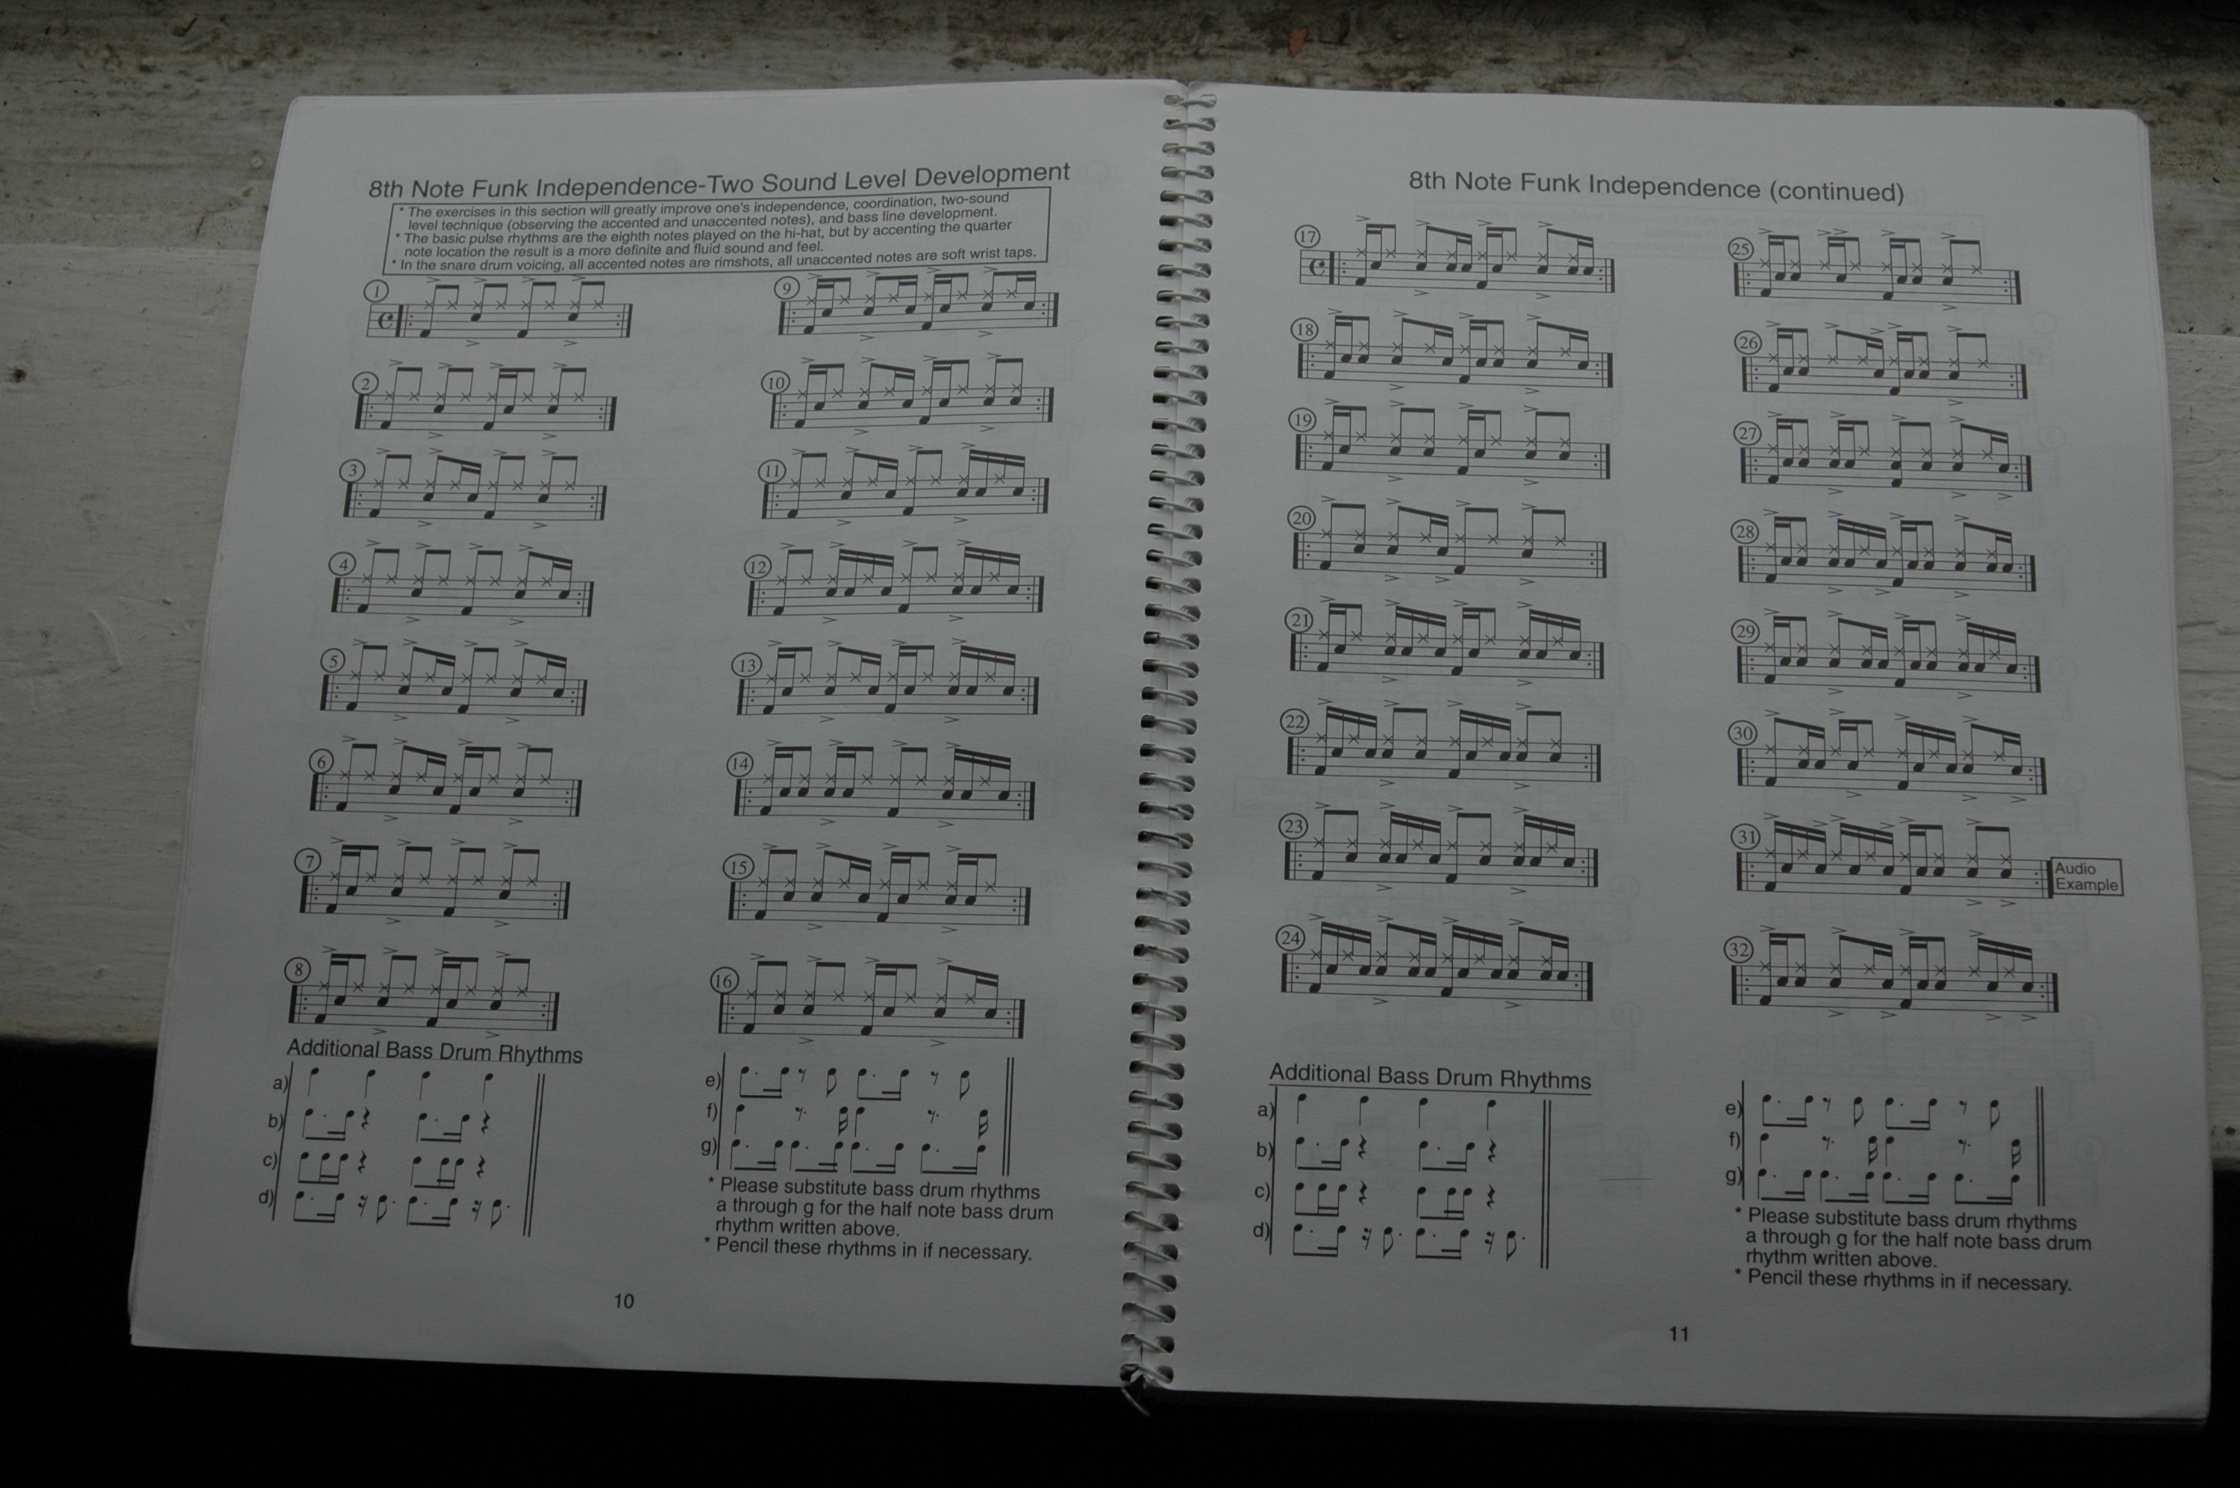 8th Note Funk Independence-Two Sound Level Development
* The exercises in this section will greatly improve one's independence, coordination, two-sound
level technique (observing the accented and unaccented notes), and bass line development.
* The basic pulse rhythms are the eighth notes played on the hi-hat, but by accenting the quarter
note location the result is a more definite and fluid sound and feel.
* In the snare drum voicing, all accented notes are rimshots, all unaccented notes are soft wrist taps.
1
2
3
4
5
6
7
8
9
10
11
12
13
14
15
16
Additional Bass Drum Rhythms
a)
b)
c)
d)
e)
f)
g)
* Please substitute bass drum rhythms
a through g for the half note bass drum
rhythm written above.
* Pencil these rhythms in if necessary.
10
8th Note Funk Independence (continued)
17
18
19
20
21
22
23
24
25
26
27
28
29
30
31
Audio
Example
32
Additional Bass Drum Rhythms
a)
b)
c)
d)
e)
f)
g)
* Please substitute bass drum rhythms
a through g for the half note bass drum
rhythm written above.
* Pencil these rhythms in if necessary.
11